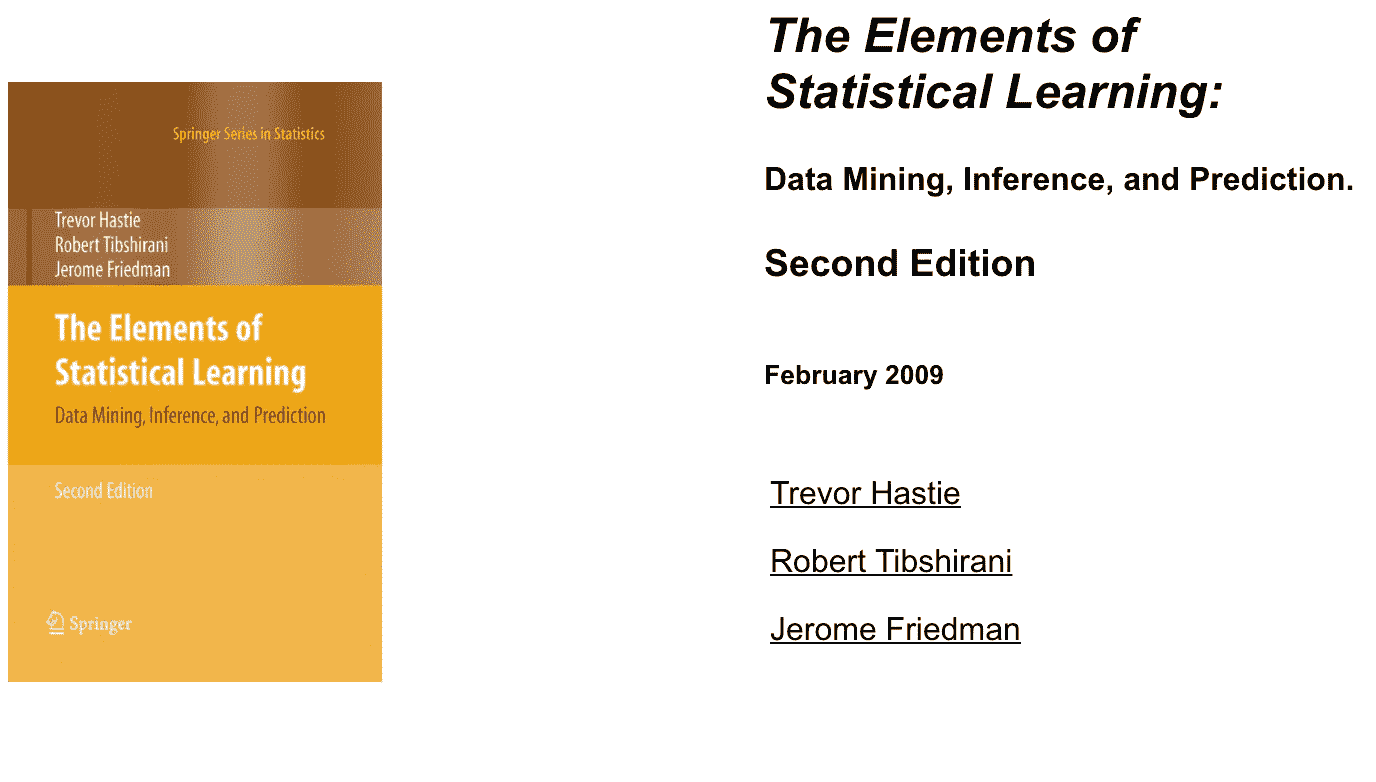 Springer Series in Statistics
Trevor Hastie
Robert Tibshirani
Jerome Friedman
The Elements of
Statistical Learning
Data Mining, Inference, and Prediction
Second Edition
Springer
The Elements of
Statistical Learning:
Data Mining, Inference, and Prediction.
Second Edition
February 2009
Trevor Hastie
Robert Tibshirani
Jerome Friedman